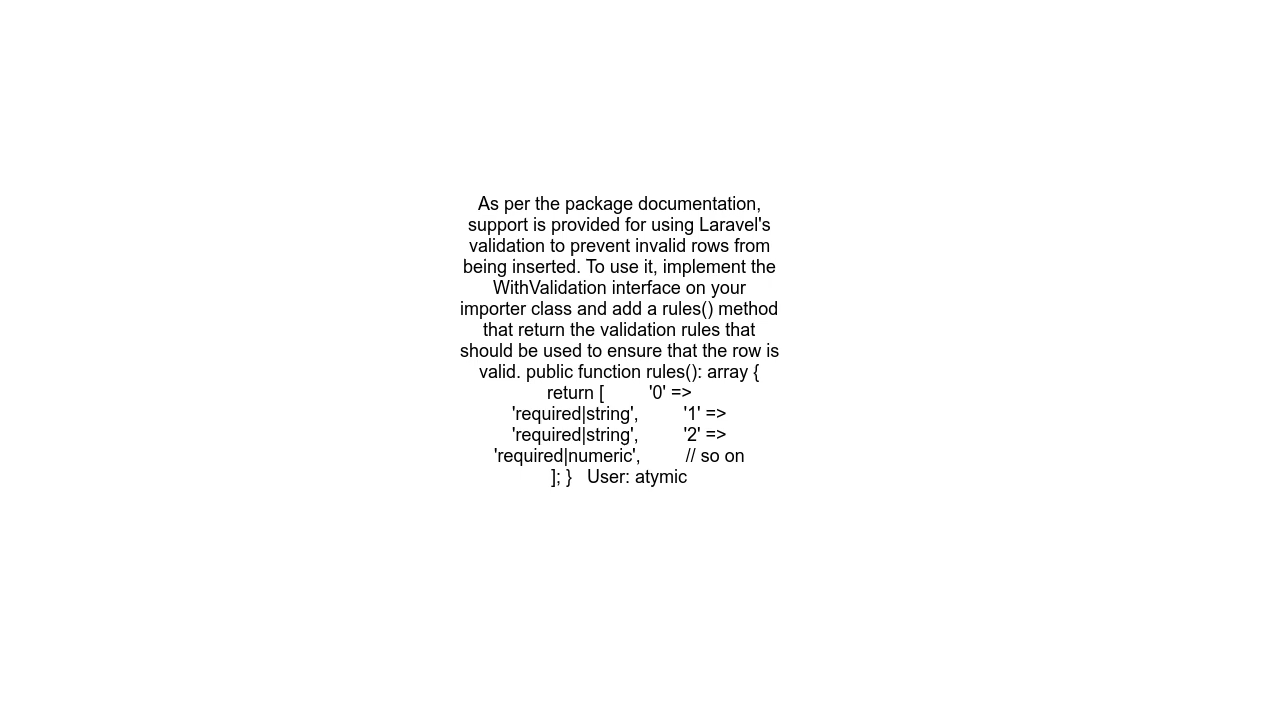 As per the package documentation,
support is provided for using Laravel's
validation to prevent invalid rows from
being inserted. To use it, implement the
WithValidation interface on your
importer class and add a rules() method
that return the validation rules that
should be used to ensure that the row is
valid. public function rules(): array {
return [         '0' =>
'required|string',         '1' =>
'required|string',         '2' =>
'required|numeric',         // so on
]; }   User: atymic